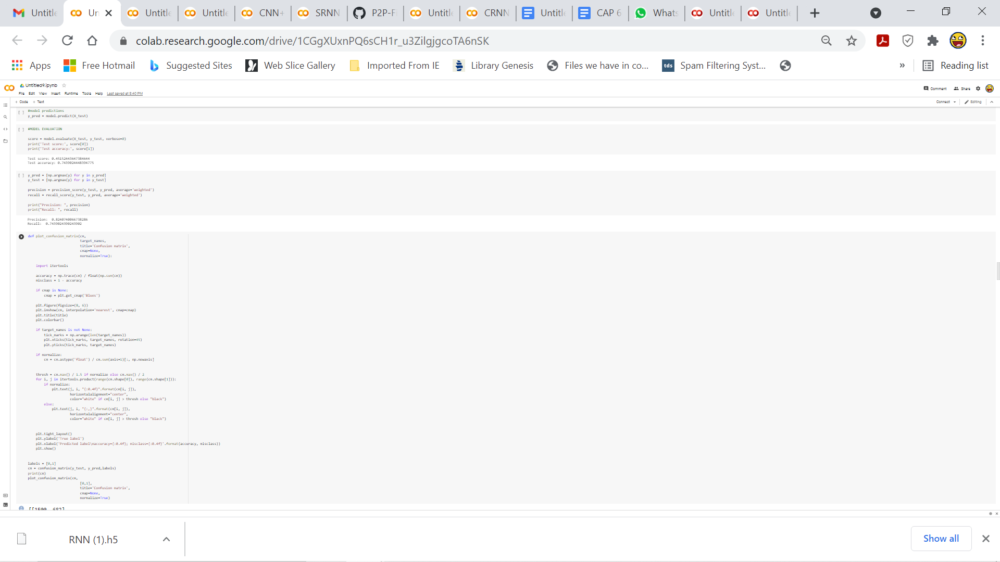 Untitle
Un
Untitle
Untitle
CNN+
SRNN
P2P-Fi
Untitle
CRNN
Untitle
CAP 6
Whats
Untitle
Untitle
colab.research.google.com/drive/1CGgXUxnPQ6sCH1r_u3ZilgjgcoTA6nSK
Apps
Free Hotmail
Suggested Sites
Web Slice Gallery
Imported From IE
Library Genesis
Files we have in co...
tds
Spam Filtering Syst...
»
Reading list
Untitled9.ipynb
File Edit View Insert Runtime Tools Help Last saved at 8:40 PM
Comment Share
+ Code + Text
Connect Editing
[ ] #model predictions
y_pred = model.predict(X_test)
[ ] #MODEL EVALUATION
score = model.evaluate(X_test, y_test, verbose=0)
print('Test score:', score[0])
print('Test accuracy:', score[1])
Test score: 0.45152443647384644
Test accuracy: 0.7439024448394775
[ ] y_pred = [np.argmax(y) for y in y_pred]
y_test = [np.argmax(y) for y in y_test]
precision = precision_score(y_test, y_pred, average='weighted')
recall = recall_score(y_test, y_pred, average='weighted')
print("Precision: ", precision)
print("Recall: ", recall)
Precision:  0.8240740066738286
Recall:  0.7439024390243902
def plot_confusion_matrix(cm,
target_names,
title='Confusion matrix',
cmap=None,
normalize=True):
import itertools
accuracy = np.trace(cm) / float(np.sum(cm))
misclass = 1 - accuracy
if cmap is None:
cmap = plt.get_cmap('Blues')
plt.figure(figsize=(8, 6))
plt.imshow(cm, interpolation='nearest', cmap=cmap)
plt.title(title)
plt.colorbar()
if target_names is not None:
tick_marks = np.arange(len(target_names))
plt.xticks(tick_marks, target_names, rotation=45)
plt.yticks(tick_marks, target_names)
if normalize:
cm = cm.astype('float') / cm.sum(axis=1)[:, np.newaxis]
thresh = cm.max() / 1.5 if normalize else cm.max() / 2
for i, j in itertools.product(range(cm.shape[0]), range(cm.shape[1])):
if normalize:
plt.text(j, i, "{:0.4f}".format(cm[i, j]),
horizontalalignment="center",
color="white" if cm[i, j] > thresh else "black")
else:
plt.text(j, i, "{:,}".format(cm[i, j]),
horizontalalignment="center",
color="white" if cm[i, j] > thresh else "black")
plt.tight_layout()
plt.ylabel('True label')
plt.xlabel('Predicted label\naccuracy={:0.4f}; misclass={:0.4f}'.format(accuracy, misclass))
plt.show()
labels = [0,1]
cm = confusion_matrix(y_test, y_pred,labels)
print(cm)
plot_confusion_matrix(cm,
[0,1],
title='Confusion matrix',
cmap=None,
normalize=True)
[[1500  682]
RNN (1).h5
Show all